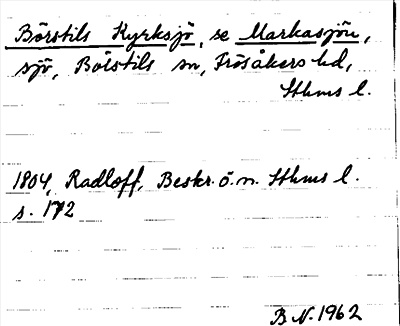 Börstils Kyrksjö, se Markasjön,
sjö, Börstils sn, Frösåkers hd,
Sthms l.
1804, Radloff, Beskr. ö. n. Sthms l.
s. 172
B N. 1962